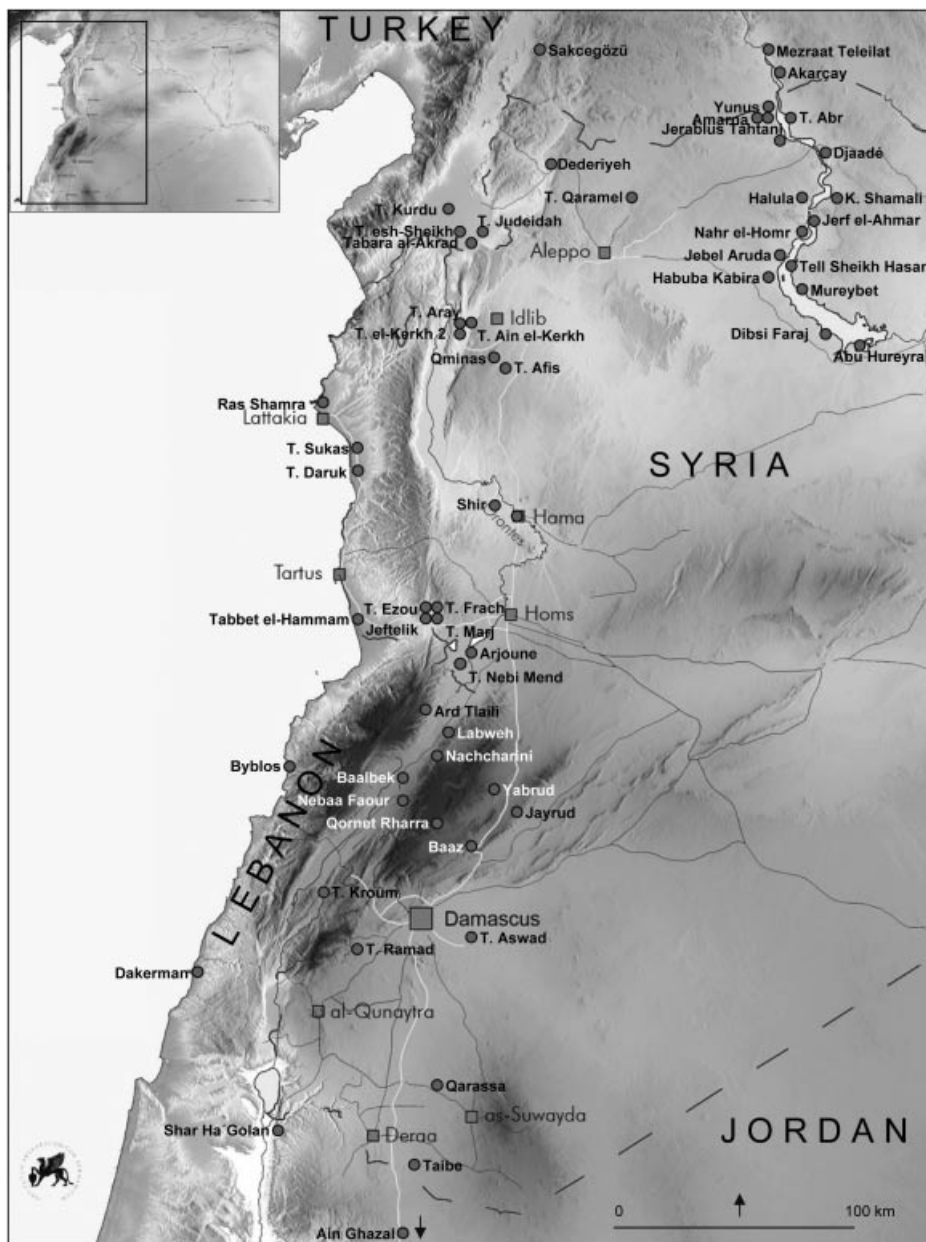 TURKEY
Sakcegözü
Mezraat Teleilat
Akarçay
Yunus
Amarna
T. Abr
Jerablus Tahtani
Djaadé
Dederiyeh
T. Qaramel
Halula
K. Shamali
T. Kurdu
T. Judeidah
Jerf el-Ahmar
T. esh-Sheikh
Nahr el-Homr
Tabara al-Akrad
Aleppo
Jebel Aruda
Tell Sheikh Hasan
Habuba Kabira
Mureybet
T. Aray
Idlib
T. el-Kerkh 2
T. Ain el-Kerkh
Dibsi Faraj
Abu Hureyra
Qminas
T. Afis
Ras Shamra
Lattakia
T. Sukas
SYRIA
T. Daruk
Shir
Hama
Orontes
Tartus
T. Ezou
T. Frach
Homs
Tabbet el-Hammam
Jeftelik
T. Marj
Arjoune
T. Nebi Mend
Ard Tlaili
Labweh
Nachcharini
Byblos
Baalbek
Yabrud
Nebaa Faour
Jayrud
Qornet Rharra
Baaz
LEBANON
T. Kroum
Damascus
T. Aswad
T. Ramad
Dakerman
al-Qunaytra
Qarassa
as-Suwayda
Shar Ha´Golan
Deraa
JORDAN
Taibe
0 100 km
Ain Ghazal